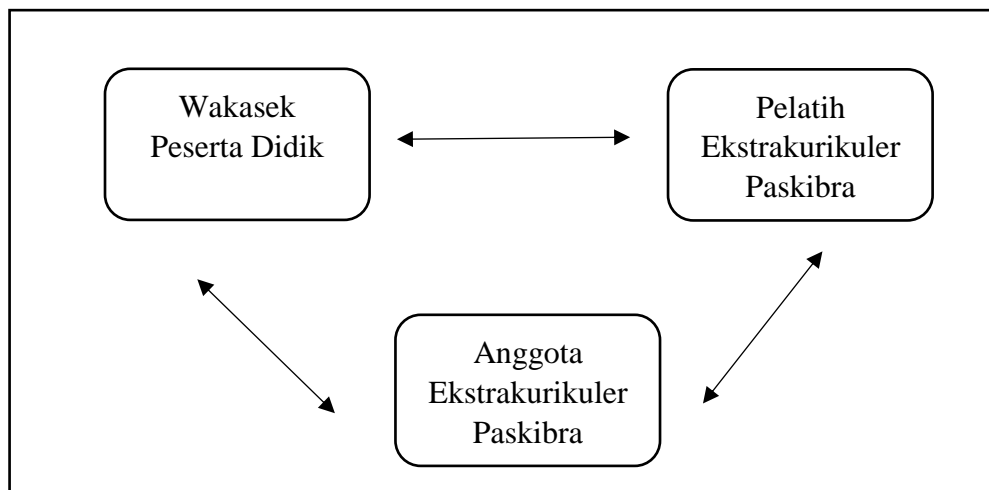 Wakasek
Peserta Didik
Pelatih
Ekstrakurikuler
Paskibra
Anggota
Ekstrakurikuler
Paskibra